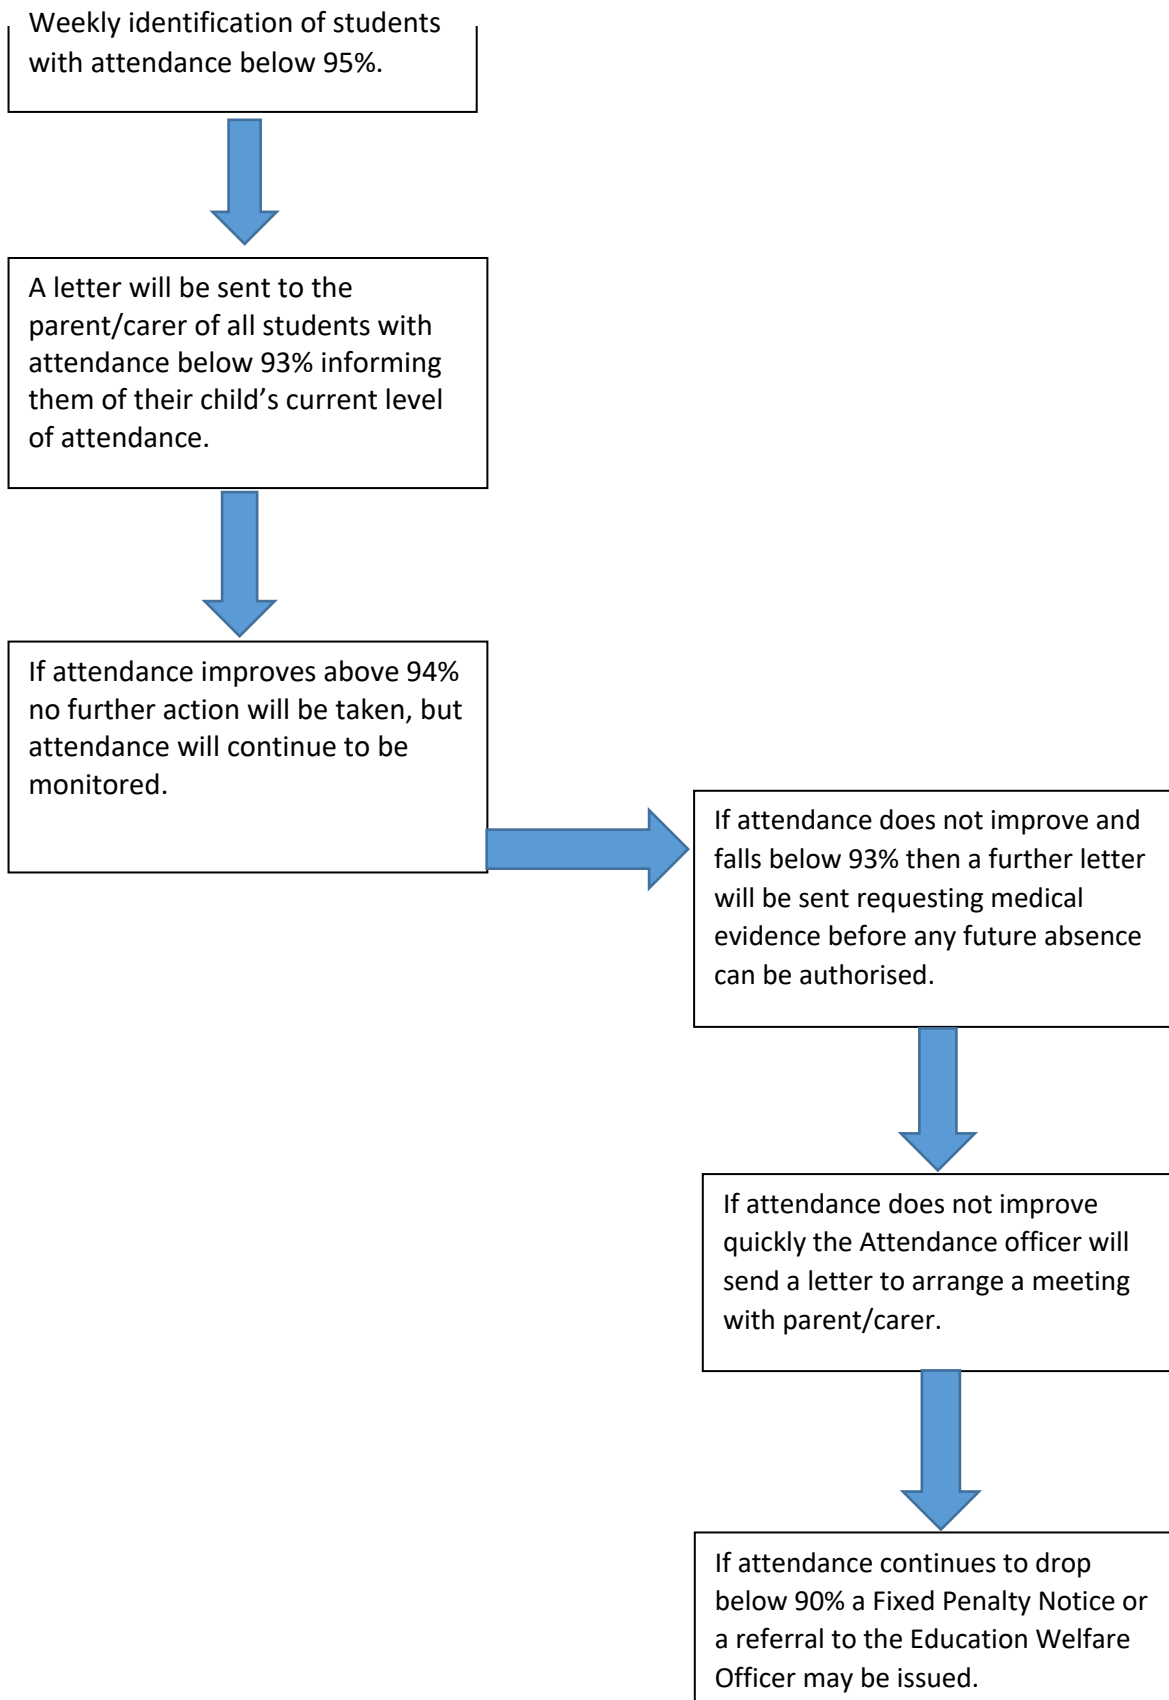 Weekly identification of students
with attendance below 95%.
A letter will be sent to the
parent/carer of all students with
attendance below 93% informing
them of their child’s current level
of attendance.
If attendance improves above 94%
no further action will be taken, but
attendance will continue to be
monitored.
If attendance does not improve and
falls below 93% then a further letter
will be sent requesting medical
evidence before any future absence
can be authorised.
If attendance does not improve
quickly the Attendance officer will
send a letter to arrange a meeting
with parent/carer.
If attendance continues to drop
below 90% a Fixed Penalty Notice or
a referral to the Education Welfare
Officer may be issued.